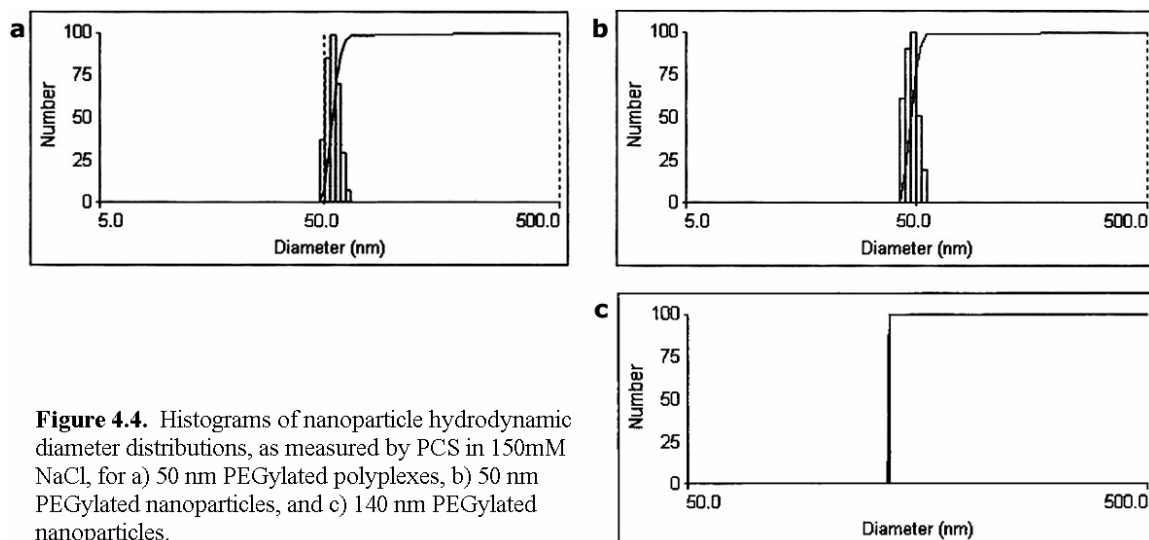 a
100
75
50
25
0
Number
5.0 50.0 500.0
Diameter (nm)
b
100
75
50
25
0
Number
5.0 50.0 500.0
Diameter (nm)
c
100
75
50
25
0
Number
50.0 500.0
Diameter (nm)
Figure 4.4. Histograms of nanoparticle hydrodynamic
diameter distributions, as measured by PCS in 150mM
NaCl, for a) 50 nm PEGylated polyplexes, b) 50 nm
PEGylated nanoparticles, and c) 140 nm PEGylated
nanoparticles.